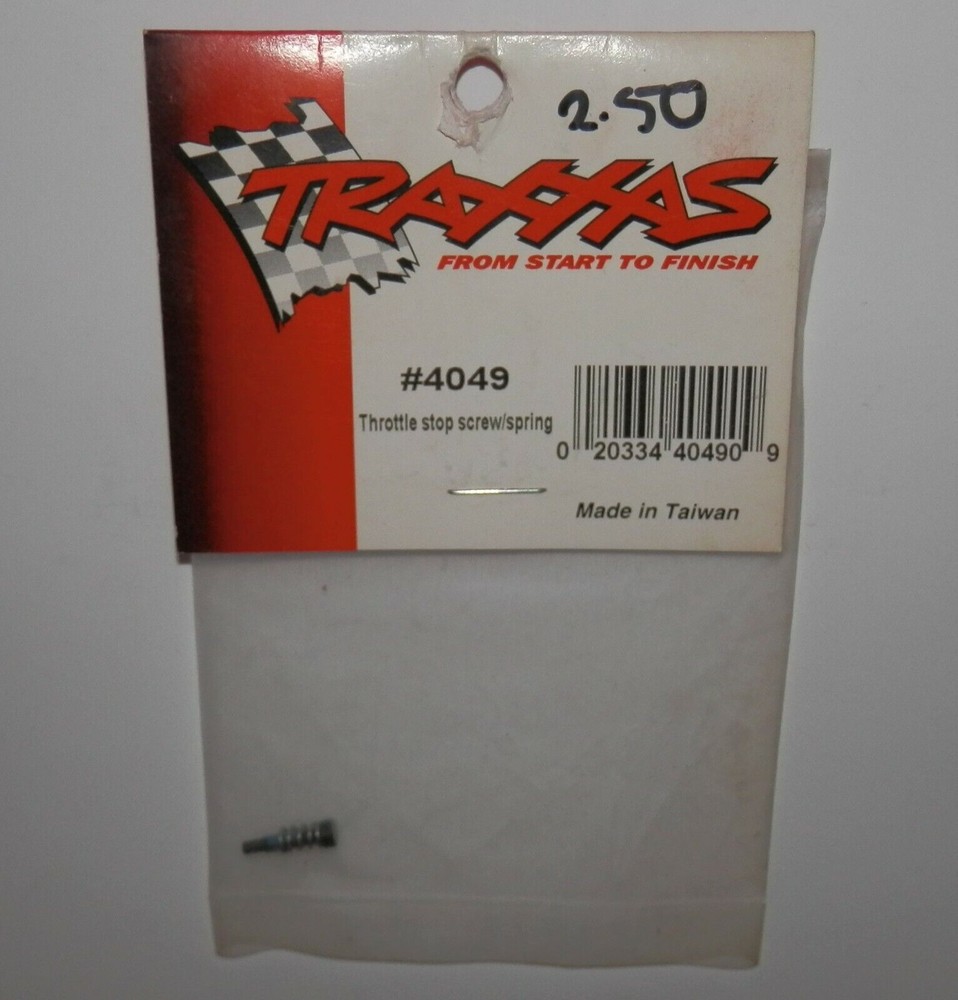 2.50
TRAXXAS
FROM START TO FINISH
#4049
Throttle stop screw/spring
0 20334 40490 9
Made in Taiwan